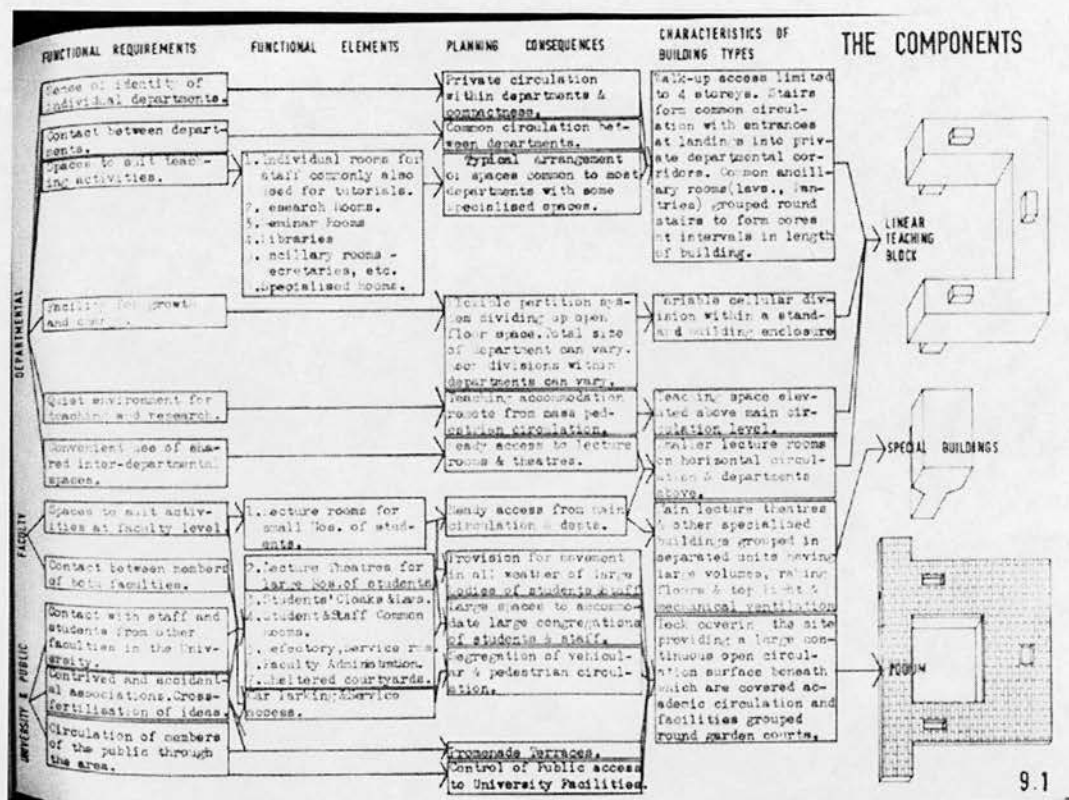 FUNCTIONAL REQUIREMENTS
FUNCTIONAL ELEMENTS
PLANNING CONSEQUENCES
CHARACTERISTICS OF
BUILDING TYPES
THE COMPONENTS
DEPARTMENTAL
FACULTY
UNIVERSITY & PUBLIC
Sense of identity of
individual departments.
Contact between depart-
ments.
Spaces to suit teach-
ing activities.
Facility for growth
and change.
Quiet environment for
teaching and research.
Convenient use of sha-
red inter-departmental
spaces.
Spaces to suit activ-
ities at faculty level.
Contact between members
of both faculties.
Contact with staff and
students from other
faculties in the Univ-
ersity.
Contrived and accident-
al associations. Cross-
fertilisation of ideas.
Circulation of members
of the public through
the area.
1. Individual rooms for
staff commonly also
used for tutorials.
2. esearch Rooms.
3. eminar Rooms
4. Libraries
5. ncillary rooms -
ecretaries, etc.
Specialised Rooms.
1. Lecture rooms for
small Nos. of stud-
ents.
2. Lecture Theatres for
large Nos. of students
3. Students' Cloaks & Lavs.
4. Student & Staff Common
Rooms.
5. efectory, Service rms
Faculty Administration
7. Sheltered courtyards.
Car Parking & Service
Access.
Private circulation
within departments &
compactness.
Common circulation bet-
ween departments.
Typical arrangement
of spaces common to most
departments with some
specialised spaces.
Flexible partition sys-
tem dividing up open
floor space. Total size
of department can vary.
Room divisions within
departments can vary.
Teaching accommodation
remote from mass ped-
estrian circulation.
Ready access to lecture
rooms & theatres.
Ready access from main
circulation & depts.
Provision for movement
in all weather of large
bodies of students & staff
large spaces to accommo-
date large congregations
of students & staff.
Segregation of vehicul-
ar & pedestrian circul-
ation.
Promenade Terraces.
Control of Public access
to University Facilities.
Walk-up access limited
to 4 storeys. Stairs
form common circul-
ation with entrances
at landings into priv-
ate departmental cor-
ridors. Common ancill-
ary rooms (lavs., Pan-
tries) grouped round
stairs to form cores
at intervals in length
of building.
Variable cellular div-
ision within a stand-
ard building enclosure
Teaching space elev-
ated above main cir-
culation level.
Smaller lecture rooms
on horizontal circul-
ation & departments
above.
Main lecture theatres
& other specialised
buildings grouped in
separated units having
large volumes, raking
floors & top light &
mechanical ventilation
Deck coverin the site
providing a large con-
tinuous open circul-
ation surface beneath
which are covered aca-
demic circulation and
facilities grouped
round garden courts.
LINEAR
TEACHING
BLOCK
SPECIAL BUILDINGS
PODIUM
9.1